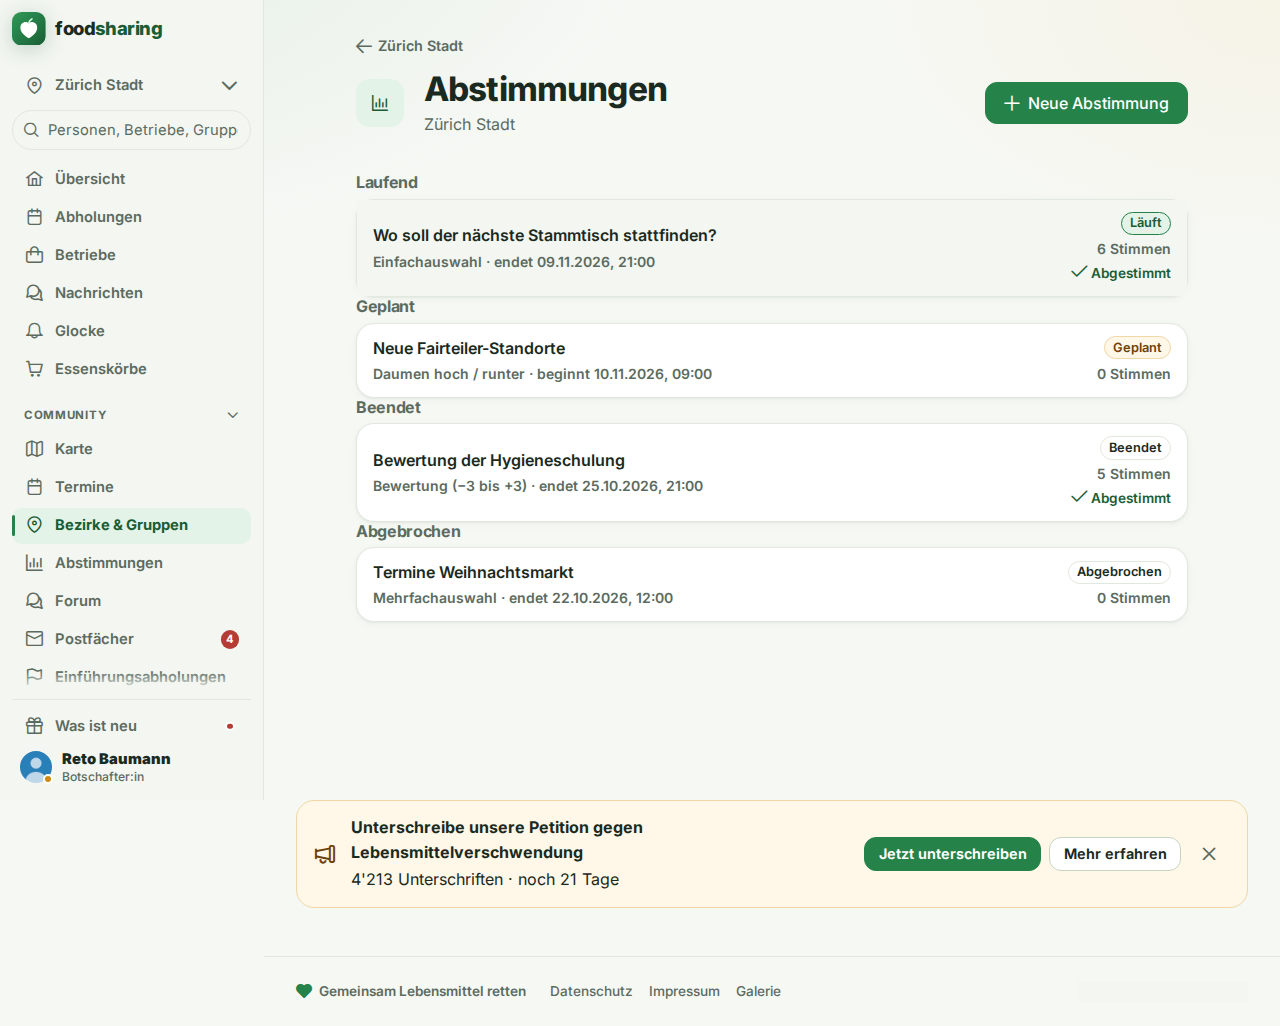 foodsharing
Zürich Stadt
Personen, Betriebe, Grupp
Übersicht
Abholungen
Betriebe
Nachrichten
Glocke
Essenskörbe
COMMUNITY
Karte
Termine
Bezirke & Gruppen
Abstimmungen
Forum
Postfächer 4
Einführungsabholungen
Was ist neu
Reto Baumann
Botschafter:in
Zürich Stadt
Abstimmungen
Zürich Stadt
Neue Abstimmung
Laufend
Wo soll der nächste Stammtisch stattfinden?
Einfachauswahl · endet 09.11.2026, 21:00
Läuft
6 Stimmen
Abgestimmt
Geplant
Neue Fairteiler-Standorte
Daumen hoch / runter · beginnt 10.11.2026, 09:00
Geplant
0 Stimmen
Beendet
Bewertung der Hygieneschulung
Bewertung (−3 bis +3) · endet 25.10.2026, 21:00
Beendet
5 Stimmen
Abgestimmt
Abgebrochen
Termine Weihnachtsmarkt
Mehrfachauswahl · endet 22.10.2026, 12:00
Abgebrochen
0 Stimmen
Unterschreibe unsere Petition gegen
Lebensmittelverschwendung
4'213 Unterschriften · noch 21 Tage
Jetzt unterschreiben
Mehr erfahren
Gemeinsam Lebensmittel retten
Datenschutz
Impressum
Galerie